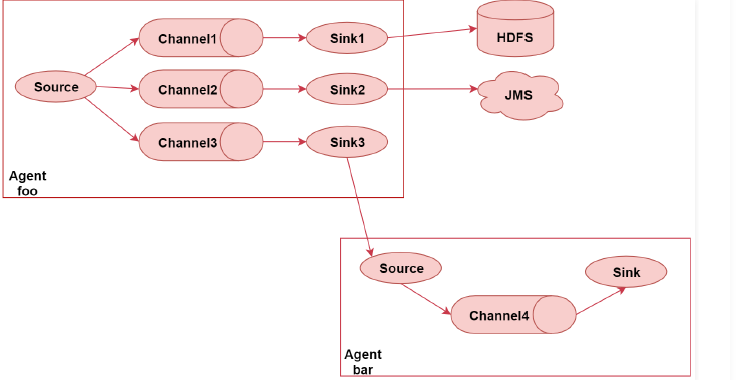 Channel1
Sink1
HDFS
Source
Channel2
Sink2
JMS
Channel3
Sink3
Agent
foo
Source
Sink
Channel4
Agent
bar